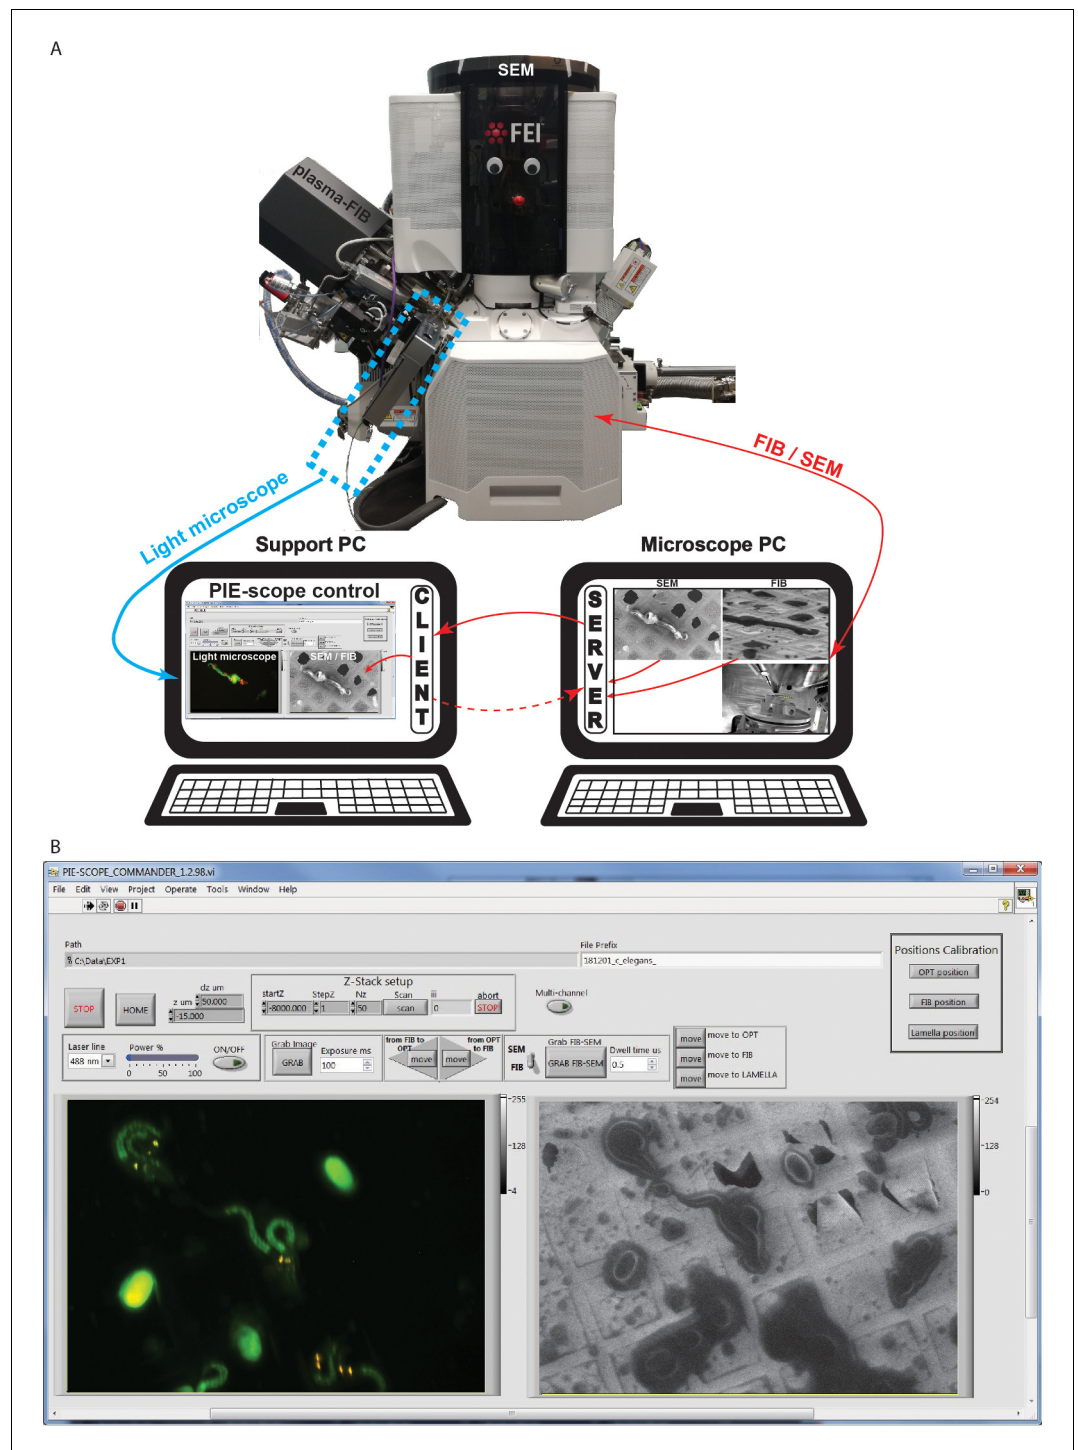 A
SEM
FEI
plasma-FIB
FIB / SEM
Light microscope
Support PC
Microscope PC
PIE-scope control
CLIENT
Light microscope
SEM / FIB
SERVER
SEM
FIB
B
PIE-SCOPE_COMMANDER_1.2.98.vi
File Edit View Project Operate Tools Window Help
Path
C:\Data\EXP1
File Prefix
181201_c_elegans_
Positions Calibration
OPT position
FIB position
Lamella position
STOP
HOME
dz um
50.000
z um
-15.000
Z-Stack setup
startZ StepZ Nz Scan iii abort
-8000.000 1 50 scan 0 STOP
Multi-channel
Laser line
488 nm
Power %
0 50 100
ON/OFF
Grab Image
GRAB
Exposure ms
100
from FIB to OPT
move
from OPT to FIB
move
SEM
FIB
Grab FIB-SEM
GRAB FIB-SEM
Dwell time us
0.5
move move to OPT
move move to FIB
move move to LAMELLA
-255
-128
-4
-254
-128
-0